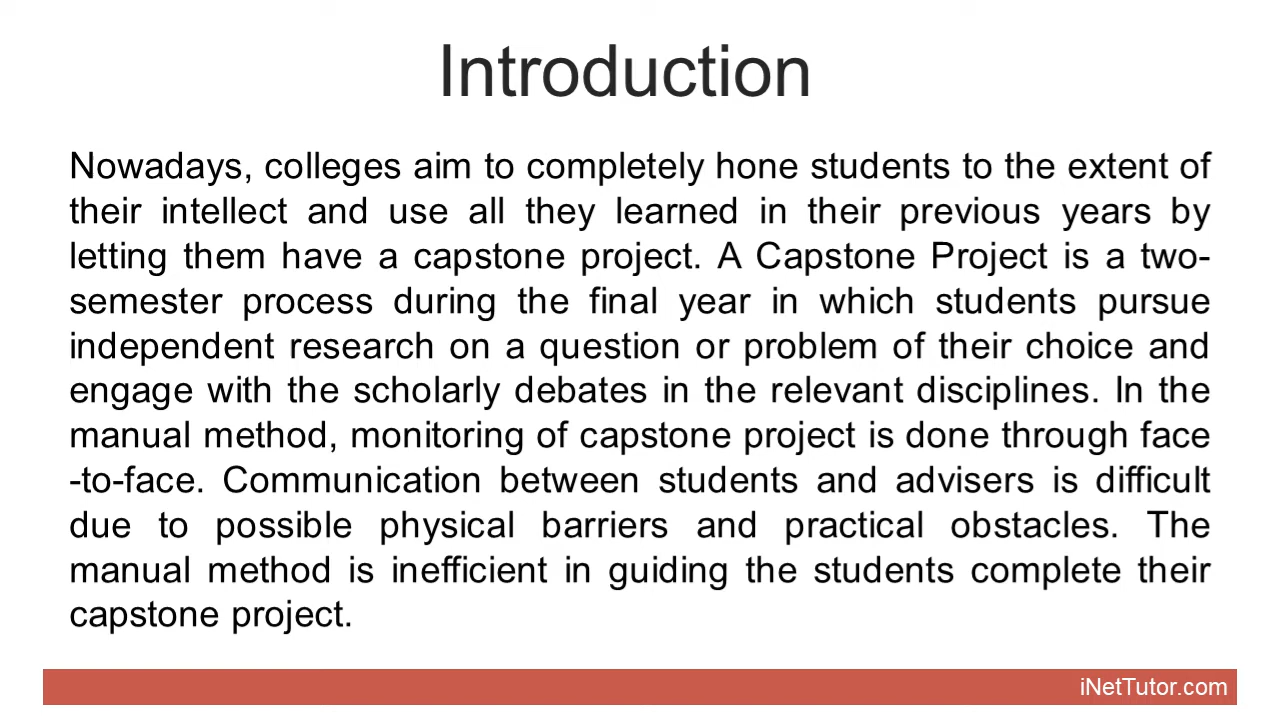 Introduction
Nowadays, colleges aim to completely hone students to the extent of
their intellect and use all they learned in their previous years by
letting them have a capstone project. A Capstone Project is a two-
semester process during the final year in which students pursue
independent research on a question or problem of their choice and
engage with the scholarly debates in the relevant disciplines. In the
manual method, monitoring of capstone project is done through face
-to-face. Communication between students and advisers is difficult
due to possible physical barriers and practical obstacles. The
manual method is inefficient in guiding the students complete their
capstone project.
iNetTutor.com